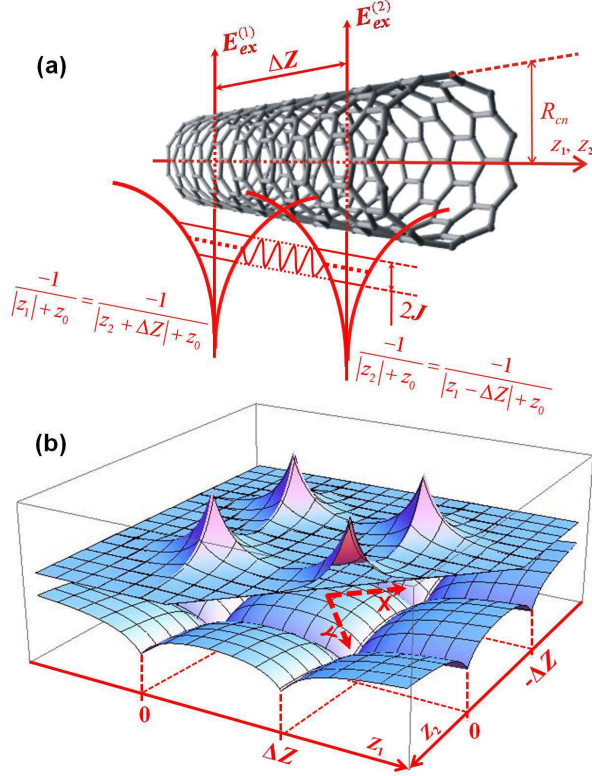 (a)
E_ex^(1)
E_ex^(2)
ΔZ
R_cn
z_1, z_2
2J
-1/(|z_1|+z_0) = -1/(|z_2+ΔZ|+z_0)
-1/(|z_2|+z_0) = -1/(|z_1-ΔZ|+z_0)
(b)
X
Y
0
ΔZ
Z_1
Z_2
0
-ΔZ